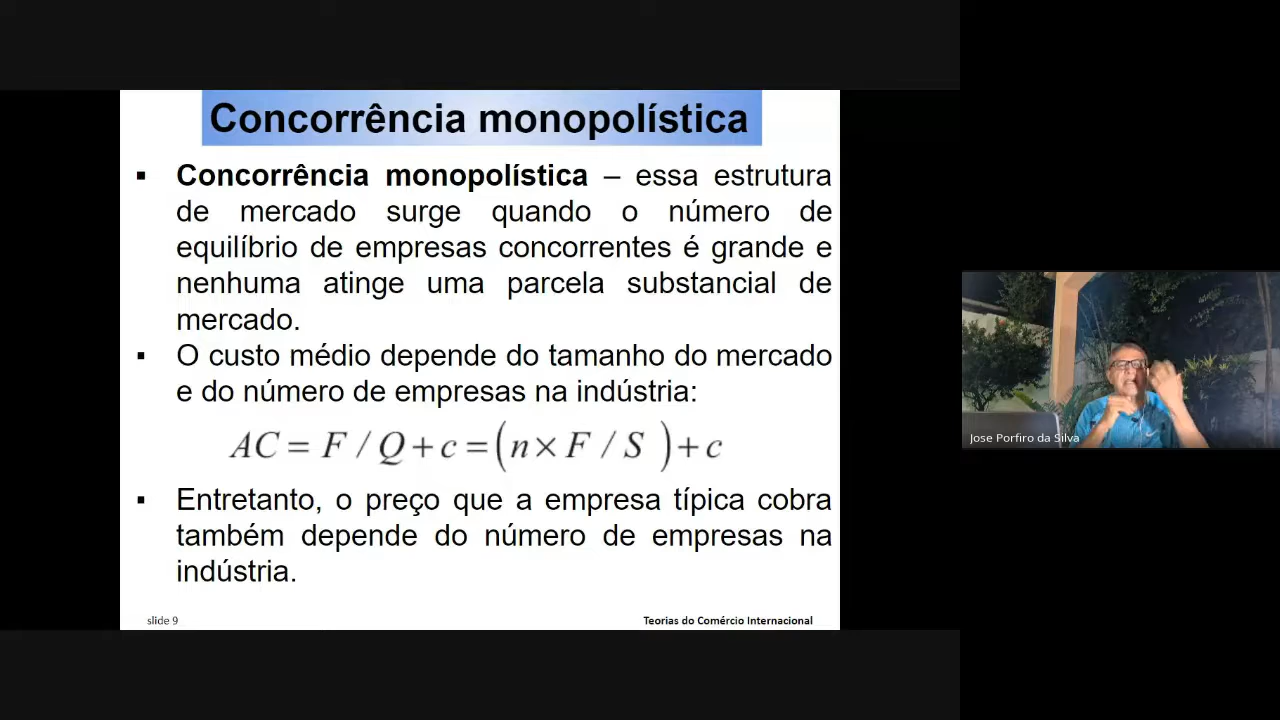 Concorrência monopolística
▪ Concorrência monopolística – essa estrutura
de mercado surge quando o número de
equilíbrio de empresas concorrentes é grande e
nenhuma atinge uma parcela substancial de
mercado.
▪ O custo médio depende do tamanho do mercado
e do número de empresas na indústria:
AC = F / Q + c = (n × F / S ) + c
▪ Entretanto, o preço que a empresa típica cobra
também depende do número de empresas na
indústria.
slide 9
Teorias do Comércio Internacional
Jose Porfiro da Silva